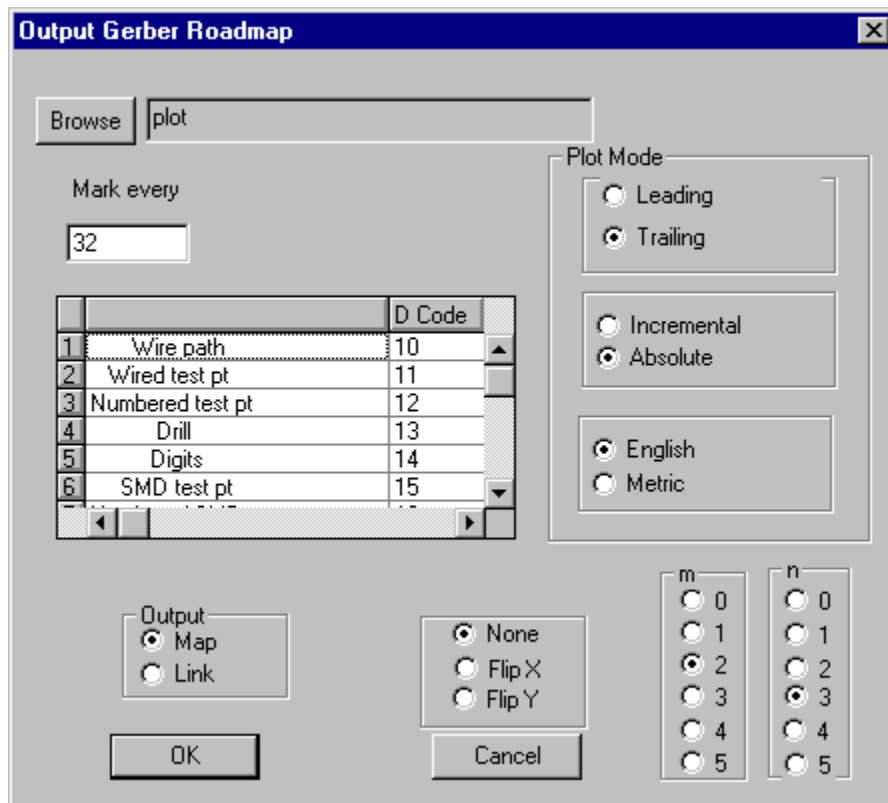 Output Gerber Roadmap
Browse
plot
Mark every
32
D Code
1 Wire path 10
2 Wired test pt 11
3 Numbered test pt 12
4 Drill 13
5 Digits 14
6 SMD test pt 15
Plot Mode
Leading
Trailing
Incremental
Absolute
English
Metric
Output
Map
Link
None
Flip X
Flip Y
m
0
1
2
3
4
5
n
0
1
2
3
4
5
OK
Cancel